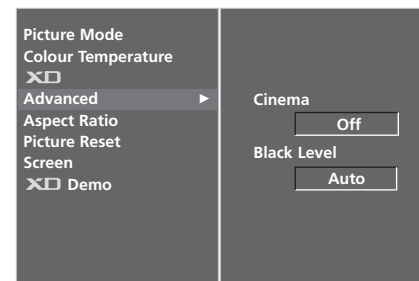 Picture Mode
Colour Temperature
XD
Advanced ►
Aspect Ratio
Picture Reset
Screen
XD Demo
Cinema
Off
Black Level
Auto